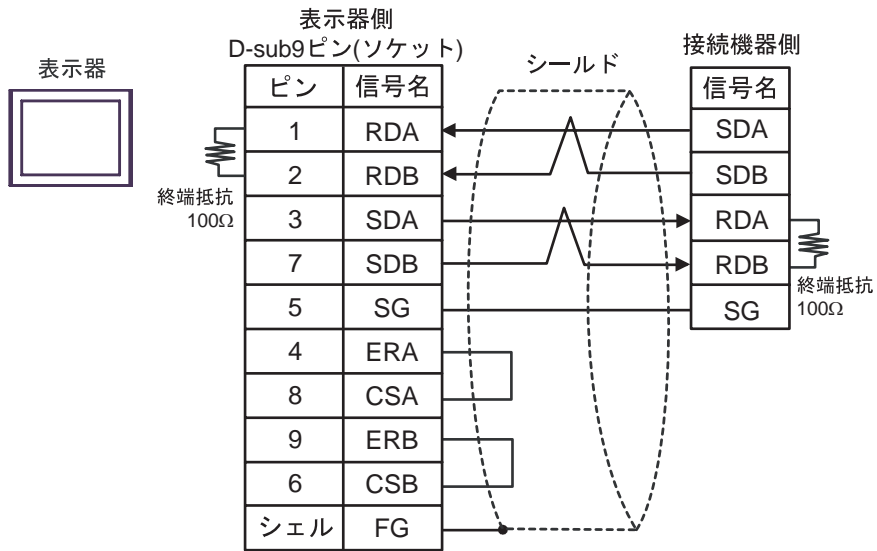 表示器
表示器側
D-sub9ピン(ソケット)
ピン 信号名
1 RDA
2 RDB
3 SDA
7 SDB
5 SG
4 ERA
8 CSA
9 ERB
6 CSB
シェル FG
終端抵抗
100Ω
シールド
接続機器側
信号名
SDA
SDB
RDA
RDB
SG
終端抵抗
100Ω